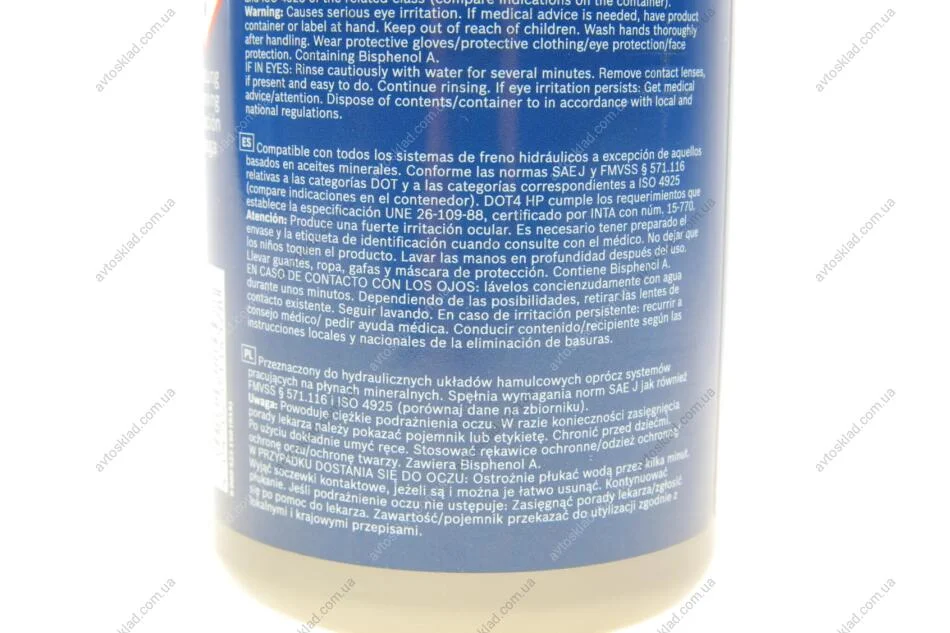 and ISO 4925 of the related class (compare indications on the container).
Warning: Causes serious eye irritation. If medical advice is needed, have product
container or label at hand. Keep out of reach of children. Wash hands thoroughly
after handling. Wear protective gloves/protective clothing/eye protection/face
protection. Containing Bisphenol A.
IF IN EYES: Rinse cautiously with water for several minutes. Remove contact lenses,
if present and easy to do. Continue rinsing. If eye irritation persists: Get medical
advice/attention. Dispose of contents/container to in accordance with local and
national regulations.
ES Compatible con todos los sistemas de freno hidráulicos a excepción de aquellos
basados en aceites minerales. Conforme las normas SAE J y FMVSS § 571.116
relativas a las categorías DOT y a las categorías correspondientes a ISO 4925
(compare indicaciones en el contenedor). DOT4 HP cumple los requerimientos que
establece la especificación UNE 26-109-88, certificado por INTA con núm. 15-770.
Atención: Produce una fuerte irritación ocular. Es necesario tener preparado el
envase y la etiqueta de identificación cuando consulte con el médico. No dejar que
los niños toquen el producto. Lavar las manos en profundidad después del uso.
Llevar guantes, ropa, gafas y máscara de protección. Contiene Bisphenol A.
EN CASO DE CONTACTO CON LOS OJOS: lávelos concienzudamente con agua
durante unos minutos. Dependiendo de las posibilidades, retirar las lentes de
contacto existente. Seguir lavando. En caso de irritación persistente: recurrir a
consejo médico/ pedir ayuda médica. Conducir contenido/recipiente según las
instrucciones locales y nacionales de la eliminación de basuras.
PL Przeznaczony do hydraulicznych układów hamulcowych oprócz systemów
pracujących na płynach mineralnych. Spełnia wymagania norm SAE J jak również
FMVSS § 571.116 i ISO 4925 (porównaj dane na zbiorniku).
Uwaga: Powoduje ciężkie podrażnienia oczu. W razie konieczności zasięgnięcia
porady lekarza należy pokazać pojemnik lub etykietę. Chronić przed dziećmi.
Po użyciu dokładnie umyć ręce. Stosować rękawice ochronne/odzież ochronną/
ochronę oczu/ochronę twarzy. Zawiera Bisphenol A.
W PRZYPADKU DOSTANIA SIĘ DO OCZU: Ostrożnie płukać wodą przez kilka minut.
Wyjąć soczewki kontaktowe, jeżeli są i można je łatwo usunąć. Kontynuować
płukanie. Jeśli podrażnienie oczu nie ustępuje: Zasięgnąć porady lekarza/zgłosić
się po pomoc do lekarza. Zawartość/pojemnik przekazać do utylizacji zgodnie z
lokalnymi i krajowymi przepisami.
avtosklad.com.ua